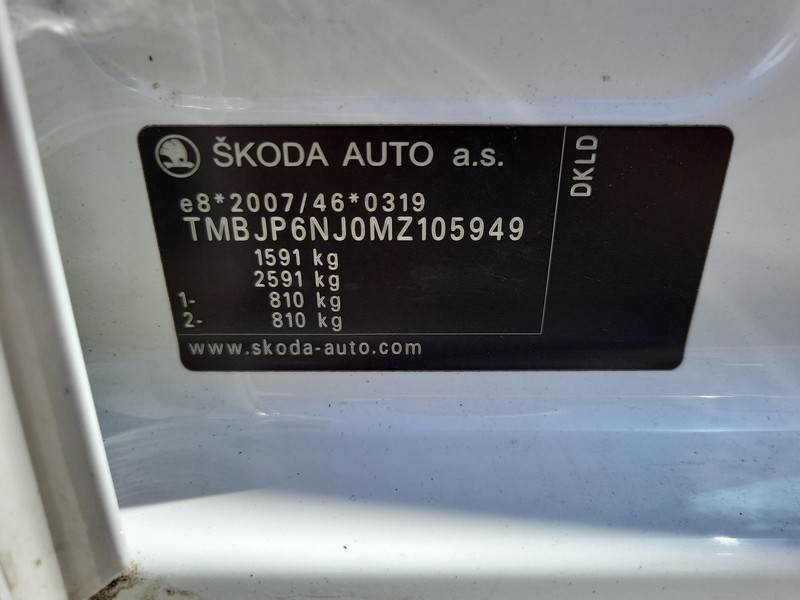 ŠKODA AUTO a.s.
DKLD
e8*2007/46*0319
TMBJP6NJ0MZ105949
1591 kg
2591 kg
1- 810 kg
2- 810 kg
www.skoda-auto.com